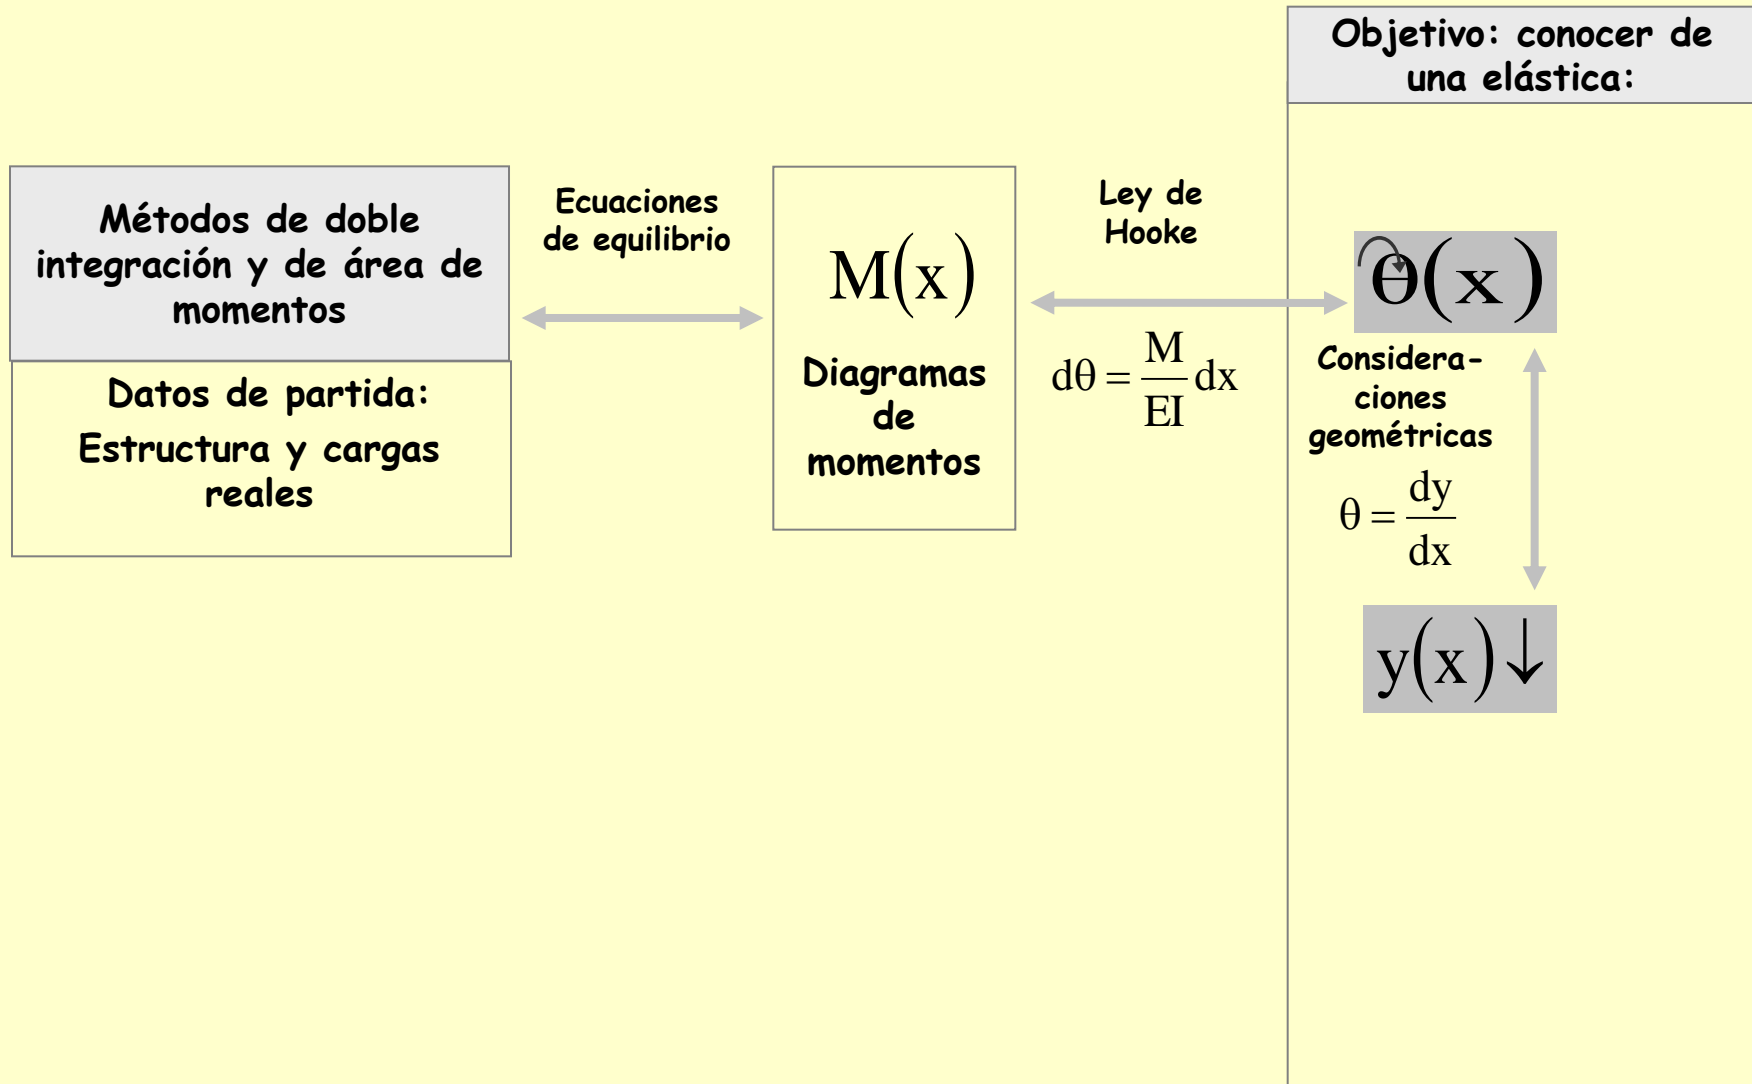 Objetivo: conocer de
una elástica:
Métodos de doble
integración y de área de
momentos
Datos de partida:
Estructura y cargas
reales
Ecuaciones
de equilibrio
M(x)
Diagramas
de
momentos
Ley de
Hooke
dθ = M/EI dx
θ(x)
Considera-
ciones
geométricas
θ = dy/dx
y(x)↓